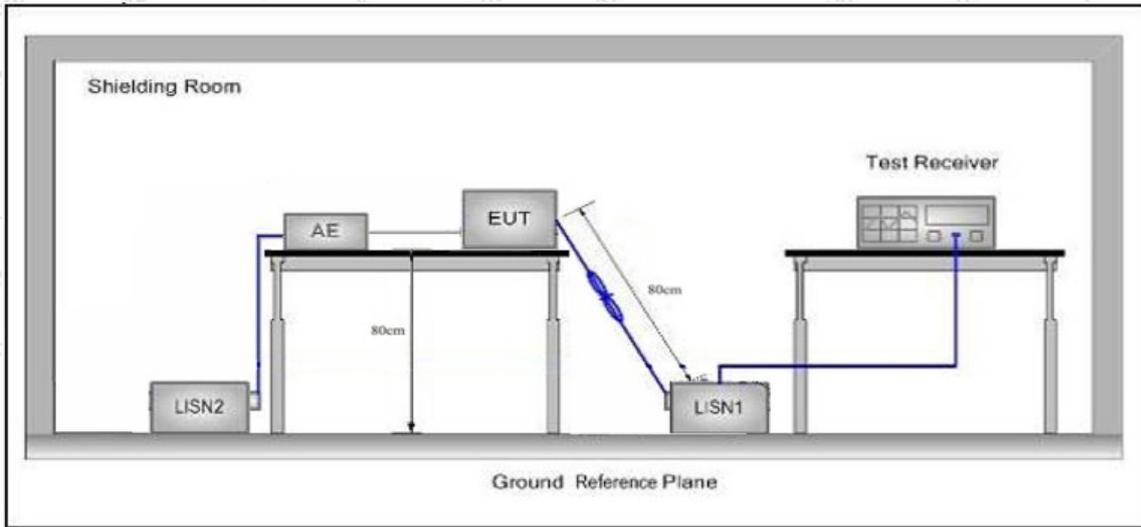 Shielding Room
Test Receiver
EUT
AE
80cm
80cm
LISN2
LISN1
Ground Reference Plane